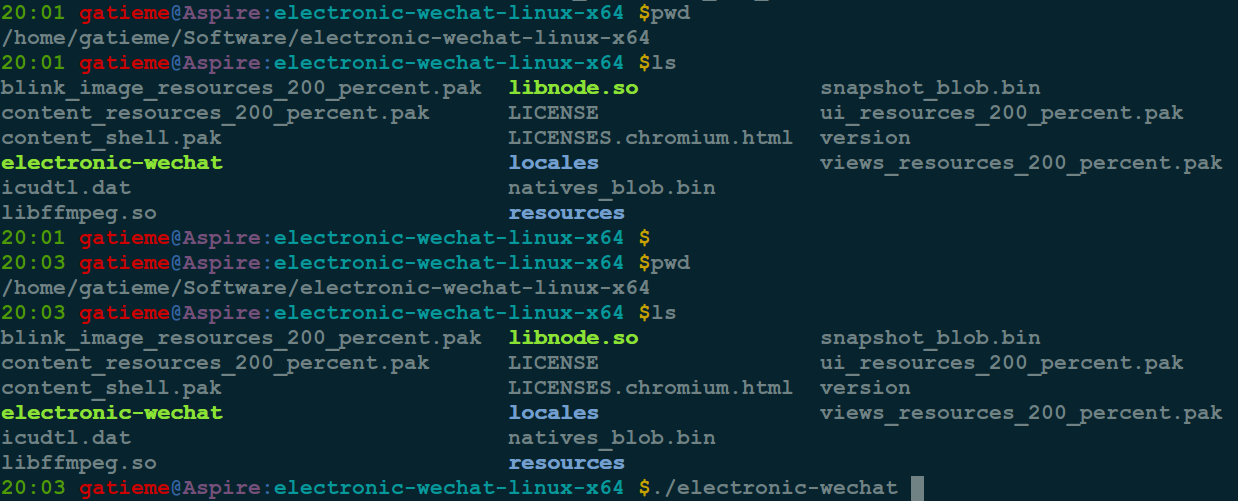 20:01 gatieme@Aspire:electronic-wechat-linux-x64 $pwd
/home/gatieme/Software/electronic-wechat-linux-x64
20:01 gatieme@Aspire:electronic-wechat-linux-x64 $ls
blink_image_resources_200_percent.pak  libnode.so              snapshot_blob.bin
content_resources_200_percent.pak      LICENSE                 ui_resources_200_percent.pak
content_shell.pak                      LICENSES.chromium.html  version
electronic-wechat                      locales                 views_resources_200_percent.pak
icudtl.dat                             natives_blob.bin
libffmpeg.so                           resources
20:01 gatieme@Aspire:electronic-wechat-linux-x64 $
20:03 gatieme@Aspire:electronic-wechat-linux-x64 $pwd
/home/gatieme/Software/electronic-wechat-linux-x64
20:03 gatieme@Aspire:electronic-wechat-linux-x64 $ls
blink_image_resources_200_percent.pak  libnode.so              snapshot_blob.bin
content_resources_200_percent.pak      LICENSE                 ui_resources_200_percent.pak
content_shell.pak                      LICENSES.chromium.html  version
electronic-wechat                      locales                 views_resources_200_percent.pak
icudtl.dat                             natives_blob.bin
libffmpeg.so                           resources
20:03 gatieme@Aspire:electronic-wechat-linux-x64 $./electronic-wechat